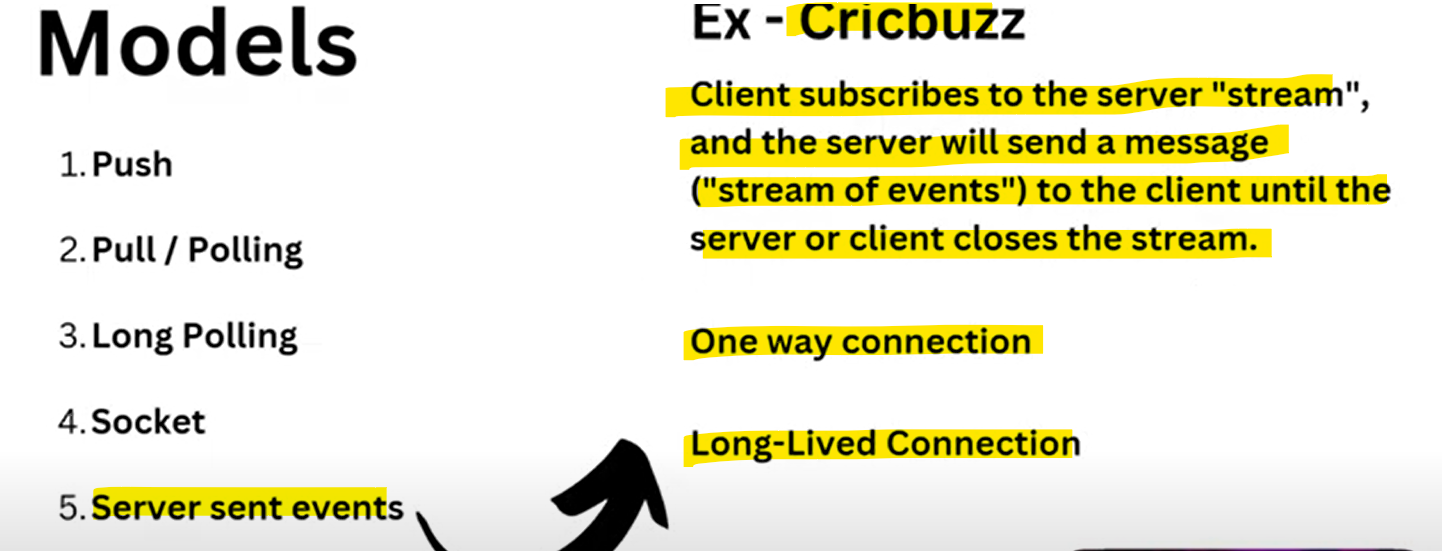 Models
1. Push
2. Pull / Polling
3. Long Polling
4. Socket
5. Server sent events
Ex - Cricbuzz
Client subscribes to the server "stream",
and the server will send a message
("stream of events") to the client until the
server or client closes the stream.
One way connection
Long-Lived Connection